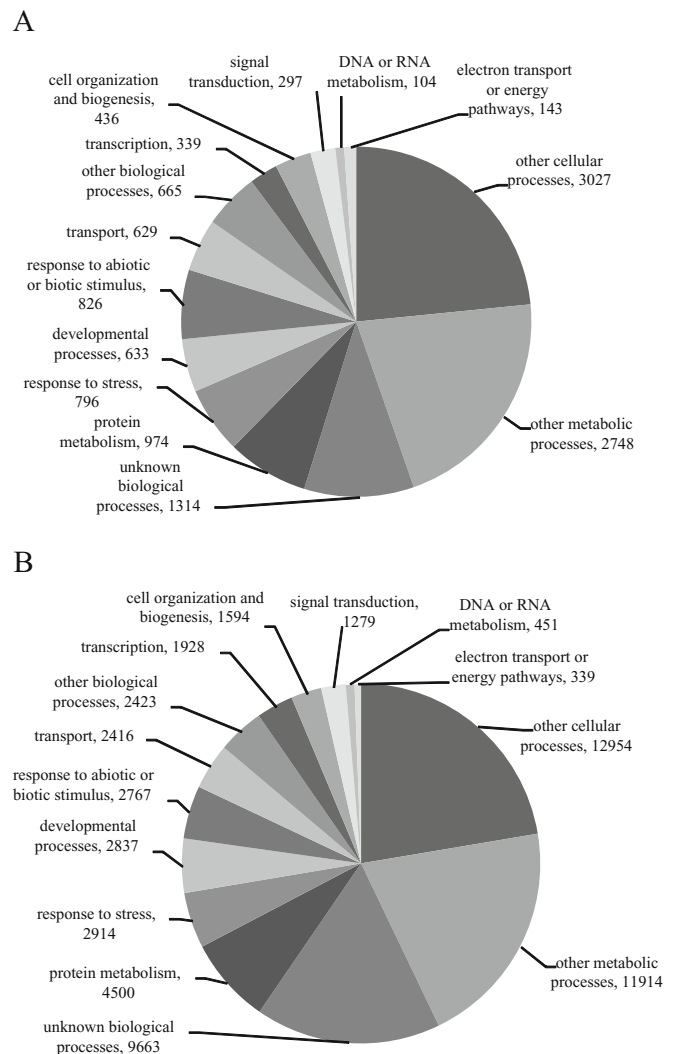 A
signal
transduction, 297
DNA or RNA
metabolism, 104
electron transport
or energy
pathways, 143
cell organization
and biogenesis,
436
transcription, 339
other biological
processes, 665
transport, 629
response to abiotic
or biotic stimulus,
826
developmental
processes, 633
response to stress,
796
protein
metabolism, 974
unknown
biological
processes, 1314
other cellular
processes, 3027
other metabolic
processes, 2748
B
cell organization and
biogenesis, 1594
signal transduction,
1279
DNA or RNA
metabolism, 451
electron transport or
energy pathways, 339
transcription, 1928
other biological
processes, 2423
transport, 2416
response to abiotic or
biotic stimulus, 2767
developmental
processes, 2837
response to stress,
2914
protein metabolism,
4500
unknown biological
processes, 9663
other cellular
processes, 12954
other metabolic
processes, 11914